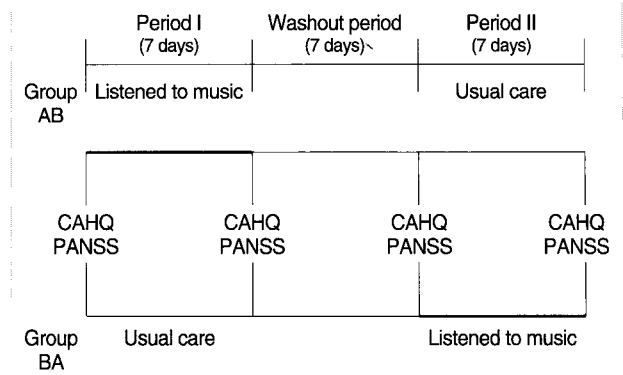 Period I Washout period Period II
(7 days) (7 days) (7 days)
Group Listened to music Usual care
AB
CAHQ CAHQ CAHQ CAHQ
PANSS PANSS PANSS PANSS
Group Usual care Listened to music
BA